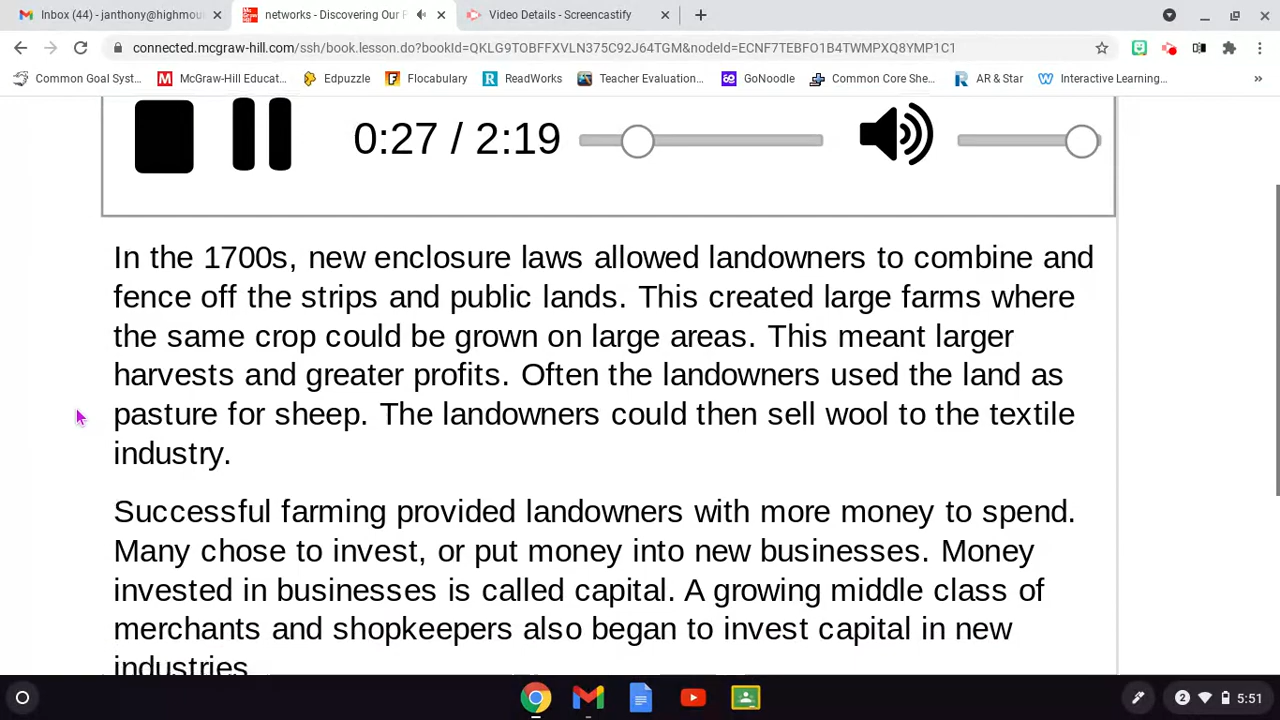 Inbox (44) - janthony@highmou
networks - Discovering Our F
Video Details - Screencastify
connected.mcgraw-hill.com/ssh/book.lesson.do?bookId=QKLG9TOBFFXVLN375C92J64TGM&nodeId=ECNF7TEBFO1B4TWMPXQ8YMP1C1
Common Goal Syst...
McGraw-Hill Educat...
Edpuzzle
Flocabulary
ReadWorks
Teacher Evaluation...
GoNoodle
Common Core She...
AR & Star
Interactive Learning...
0:27 / 2:19
In the 1700s, new enclosure laws allowed landowners to combine and
fence off the strips and public lands. This created large farms where
the same crop could be grown on large areas. This meant larger
harvests and greater profits. Often the landowners used the land as
pasture for sheep. The landowners could then sell wool to the textile
industry.
Successful farming provided landowners with more money to spend.
Many chose to invest, or put money into new businesses. Money
invested in businesses is called capital. A growing middle class of
merchants and shopkeepers also began to invest capital in new
industries.
2
5:51